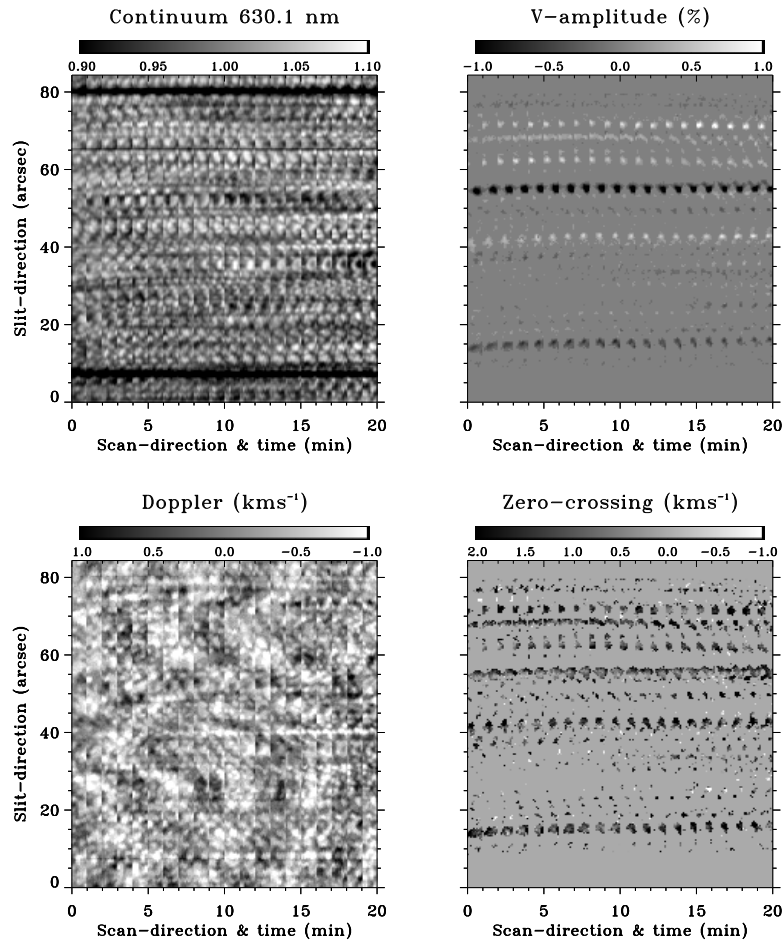 Continuum 630.1 nm
0.90 0.95 1.00 1.05 1.10
80
60
40
20
0
Slit-direction (arcsec)
0 5 10 15 20
Scan-direction & time (min)
V-amplitude (%)
-1.0 -0.5 0.0 0.5 1.0
0 5 10 15 20
Scan-direction & time (min)
Doppler (kms⁻¹)
1.0 0.5 0.0 -0.5 -1.0
80
60
40
20
0
Slit-direction (arcsec)
0 5 10 15 20
Scan-direction & time (min)
Zero-crossing (kms⁻¹)
2.0 1.5 1.0 0.5 0.0 -0.5 -1.0
0 5 10 15 20
Scan-direction & time (min)